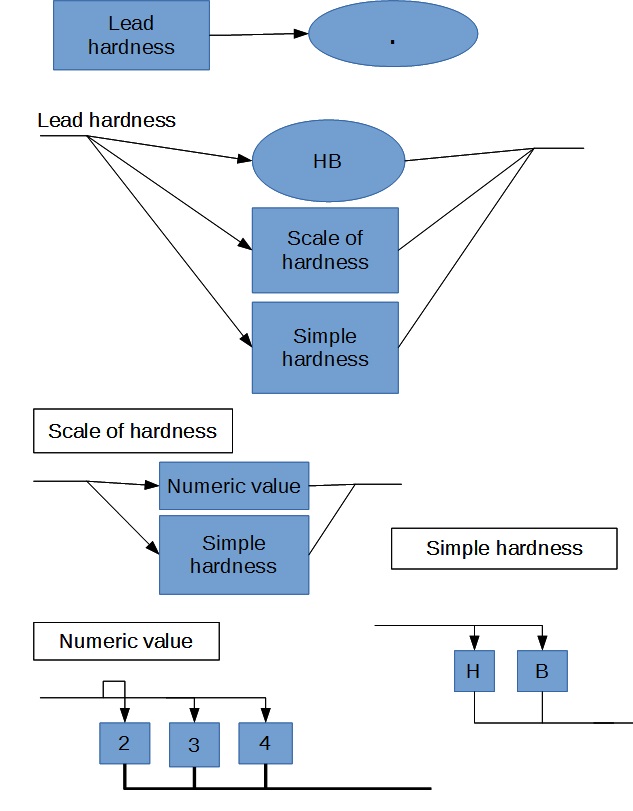 Lead
hardness
.
Lead hardness
HB
Scale of
hardness
Simple
hardness
Scale of hardness
Numeric value
Simple
hardness
Simple hardness
Numeric value
H B
2 3 4